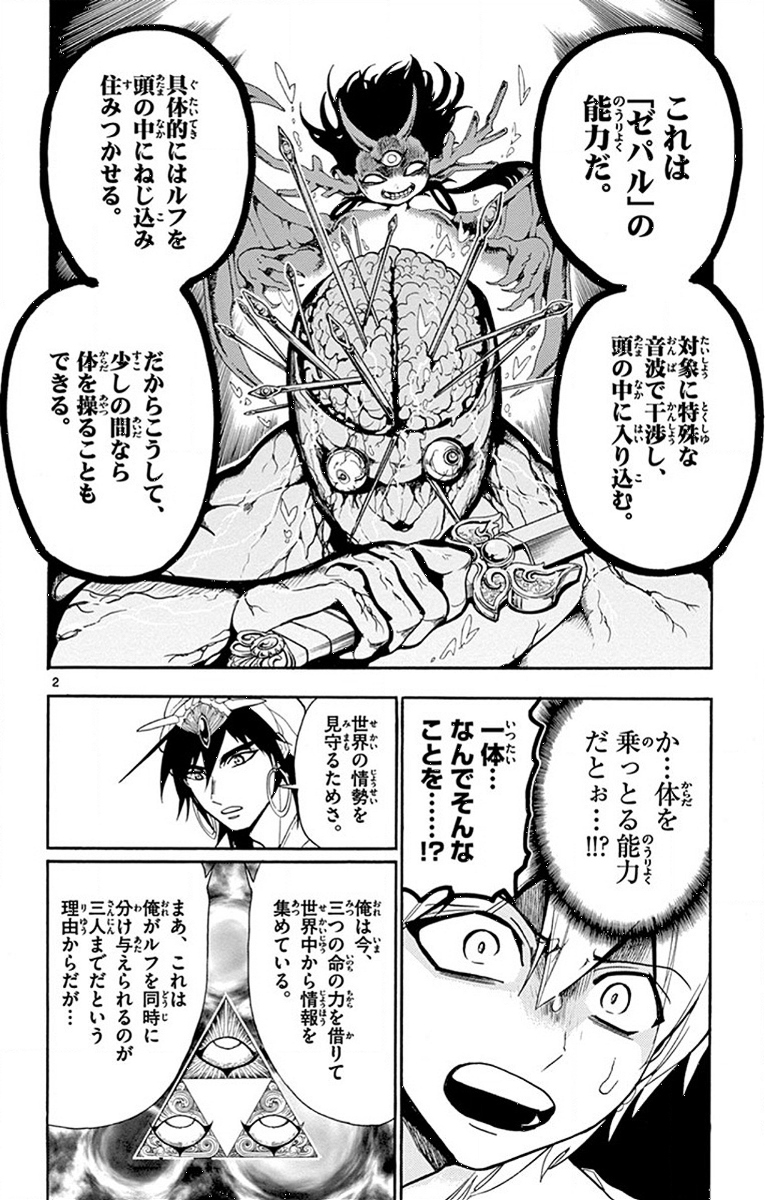 これは
「ゼパル」の
能力だ。
対象に特殊な
音波で干渉し、
頭の中に入り込む。
具体的にはルフを
頭の中にねじ込み
住みつかせる。
だからこうして、
少しの間なら
体を操ることも
できる。
2
か…体を
乗っとる能力
だとぉ…!!?
一体…
なんでそんな
ことを……!?
世界の情勢を
見守るためさ。
俺は今、
三つの命の力を借りて
世界中から情報を
集めている。
まあ、これは
俺がルフを同時に
分け与えられるのが
三人までだという
理由からだが…